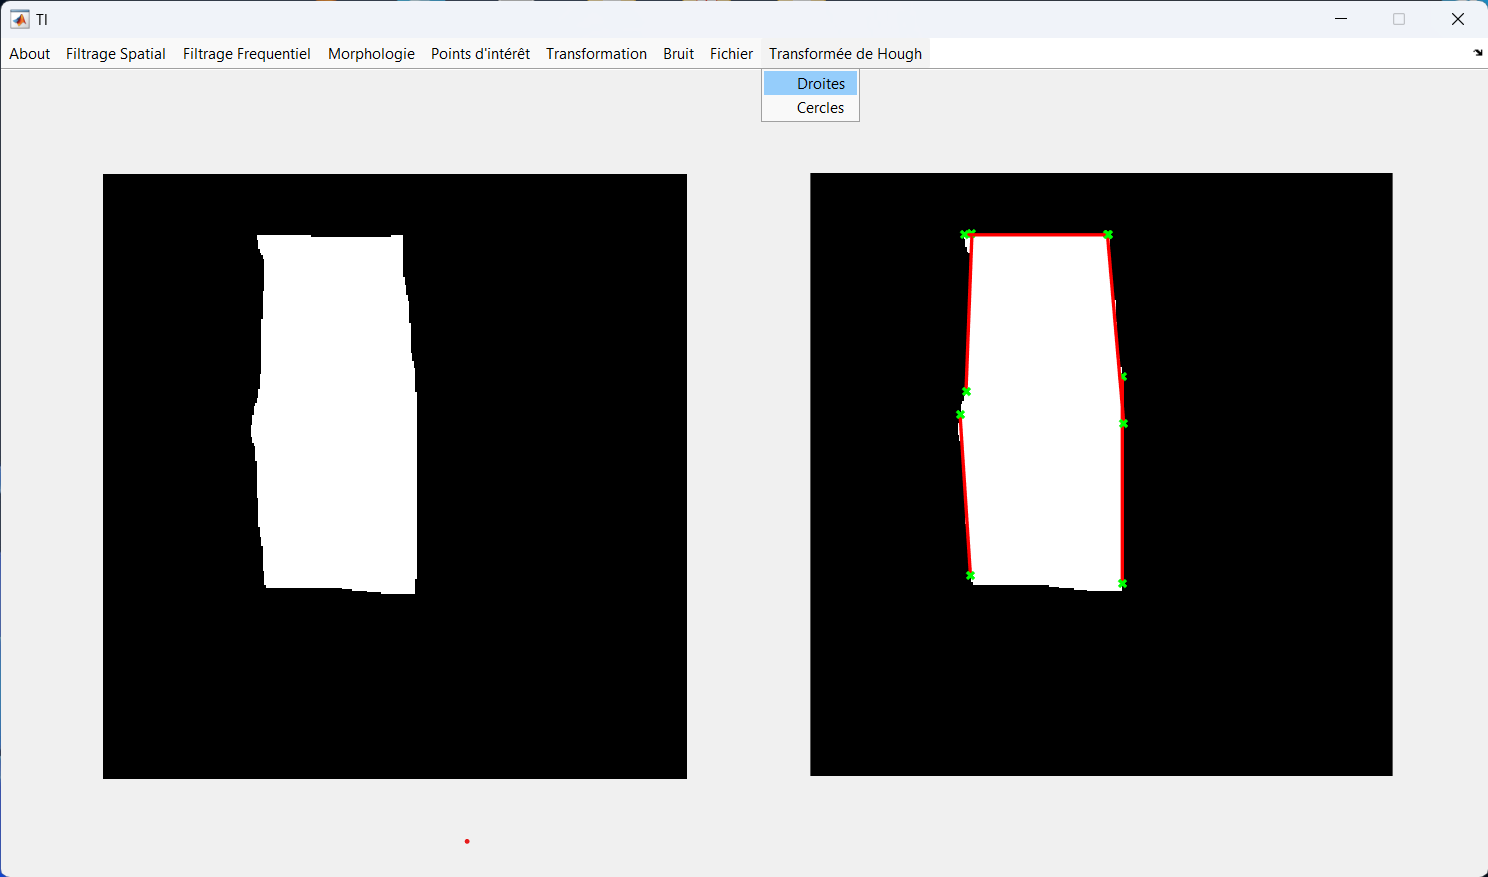 TI
About Filtrage Spatial Filtrage Frequentiel Morphologie Points d'intérêt Transformation Bruit Fichier Transformée de Hough
Droites
Cercles